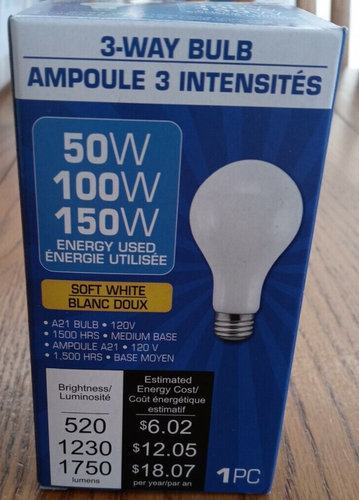 3-WAY BULB
AMPOULE 3 INTENSITÉS
50W
100W
150W
ENERGY USED
ÉNERGIE UTILISÉE
SOFT WHITE
BLANC DOUX
• A21 BULB • 120V
• 1500 HRS • MEDIUM BASE
• AMPOULE A21 • 120 V
• 1,500 HRS • BASE MOYEN
Brightness/
Luminosité
520
1230
1750
lumens
Estimated
Energy Cost/
Coût énergétique
estimatif
$6.02
$12.05
$18.07
per year/par an
1PC